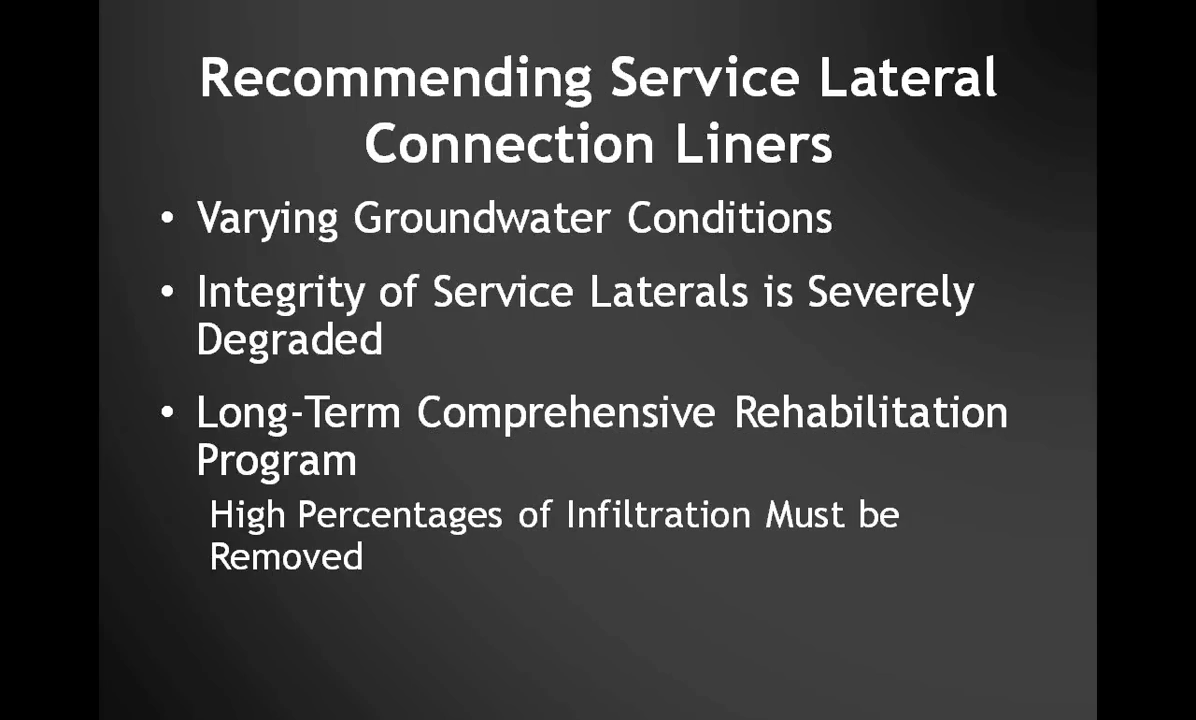 Recommending Service Lateral
Connection Liners
• Varying Groundwater Conditions
• Integrity of Service Laterals is Severely
Degraded
• Long-Term Comprehensive Rehabilitation
Program
High Percentages of Infiltration Must be
Removed